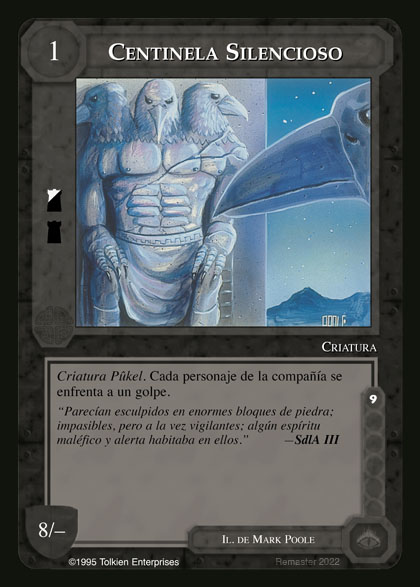 1
CENTINELA SILENCIOSO
CRIATURA
Criatura Pûkel. Cada personaje de la compañía se
enfrenta a un golpe.
“Parecían esculpidos en enormes bloques de piedra;
impasibles, pero a la vez vigilantes; algún espíritu
maléfico y alerta habitaba en ellos.” —SdlA III
9
8/–
IL. DE MARK POOLE
©1995 Tolkien Enterprises
Remaster 2022